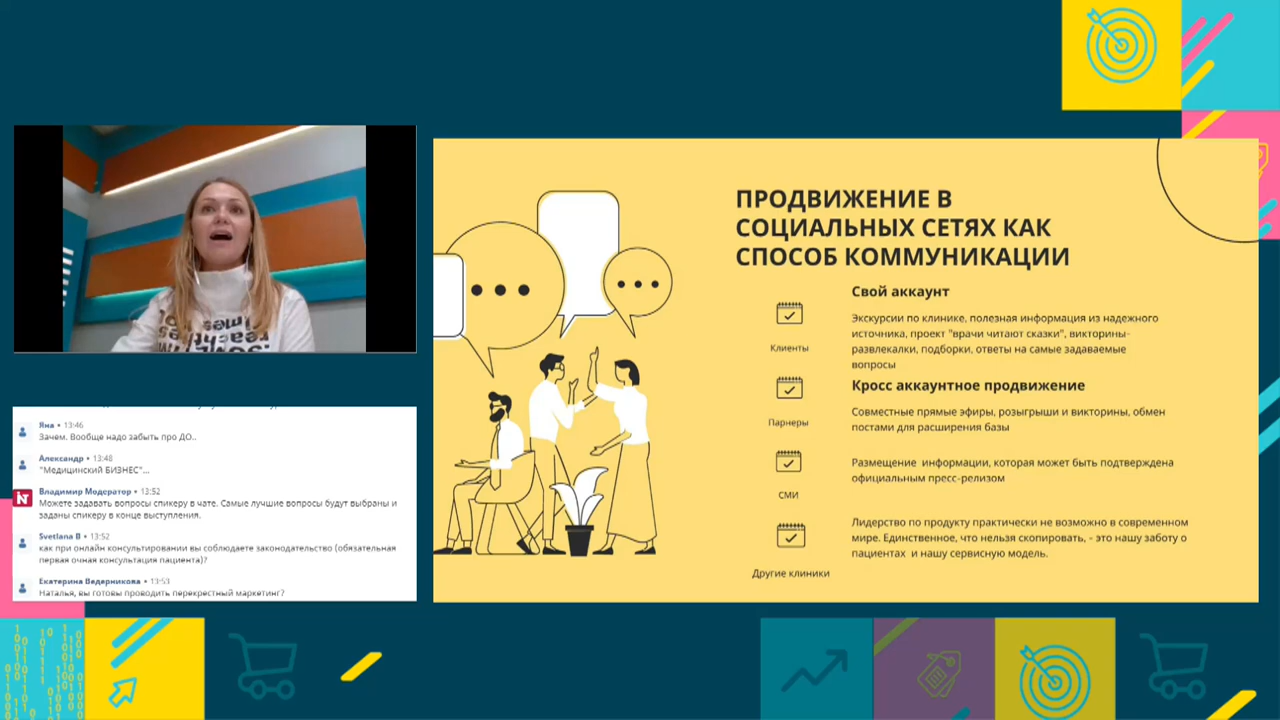 ПРОДВИЖЕНИЕ В
СОЦИАЛЬНЫХ СЕТЯХ КАК
СПОСОБ КОММУНИКАЦИИ
Клиенты
Свой аккаунт
Экскурсии по клинике, полезная информация из надежного
источника, проект "врачи читают сказки", викторины-
развлекалки, подборки, ответы на самые задаваемые
вопросы
Парнеры
Кросс аккаунтное продвижение
Совместные прямые эфиры, розыгрыши и викторины, обмен
постами для расширения базы
СМИ
Размещение информации, которая может быть подтверждена
официальным пресс-релизом
Другие клиники
Лидерство по продукту практически не возможно в современном
мире. Единственное, что нельзя скопировать, - это нашу заботу о
пациентах и нашу сервисную модель.
Яна • 13:46
Зачем. Вообще надо забыть про ДО..
Александр • 13:48
"Медицинский БИЗНЕС"...
Владимир Модератор • 13:52
Можете задавать вопросы спикеру в чате. Самые лучшие вопросы будут выбраны и
заданы спикеру в конце выступления.
Svetlana B • 13:52
как при онлайн консультировании вы соблюдаете законодательство (обязательная
первая очная консультация пациента)?
Екатерина Ведерникова • 13:53
Наталья, вы готовы проводить перекрестный маркетинг?